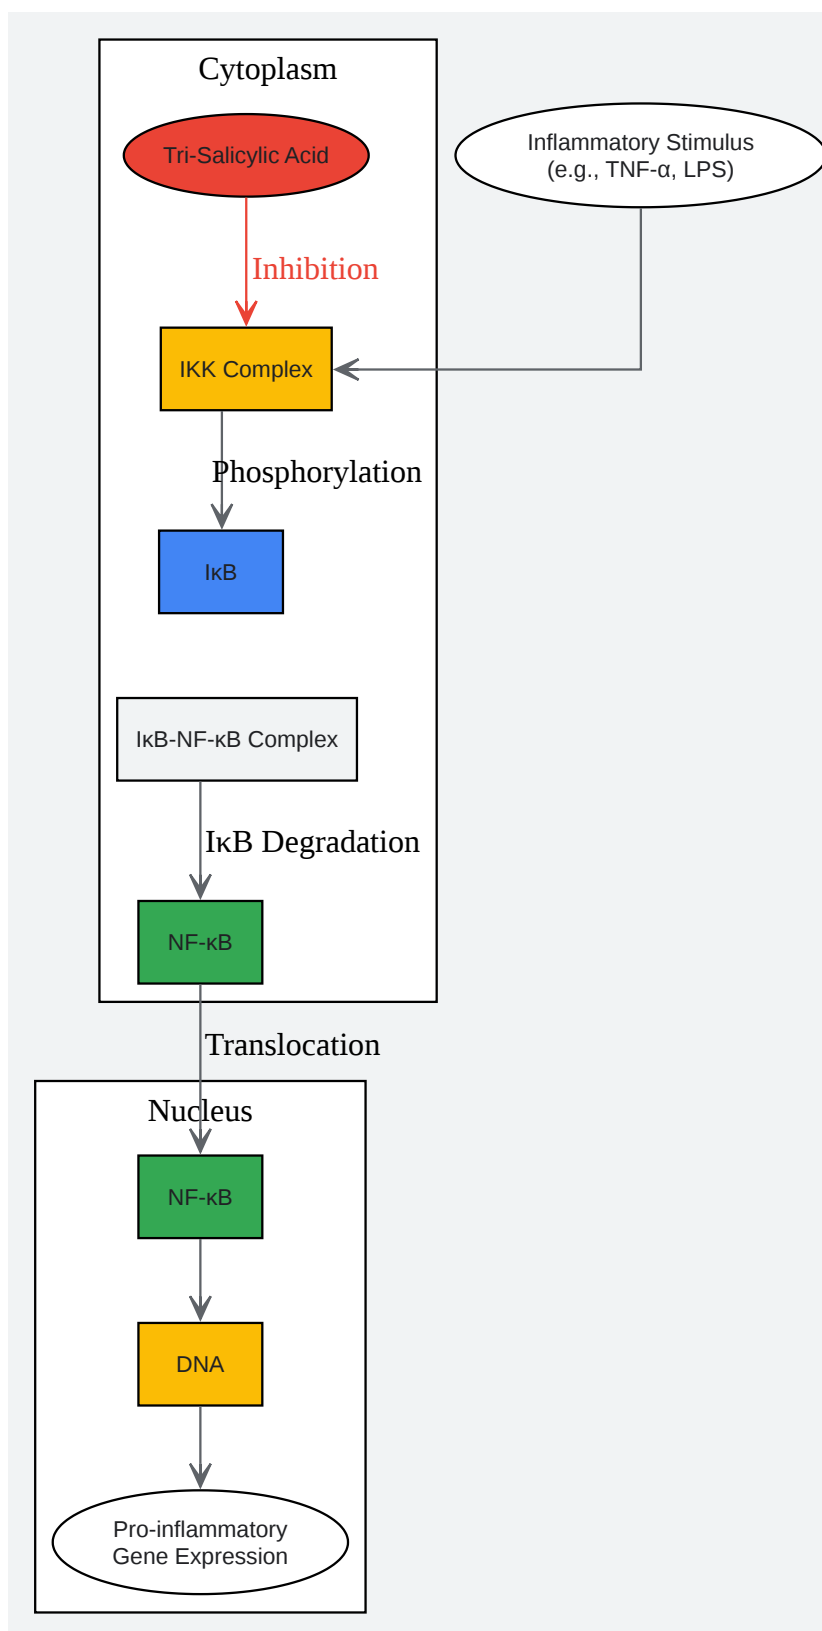 Cytoplasm
Tri-Salicylic Acid
Inflammatory Stimulus
(e.g., TNF-α, LPS)
Inhibition
IKK Complex
Phosphorylation
IκB
IκB-NF-κB Complex
IκB Degradation
NF-κB
Translocation
Nucleus
NF-κB
DNA
Pro-inflammatory
Gene Expression